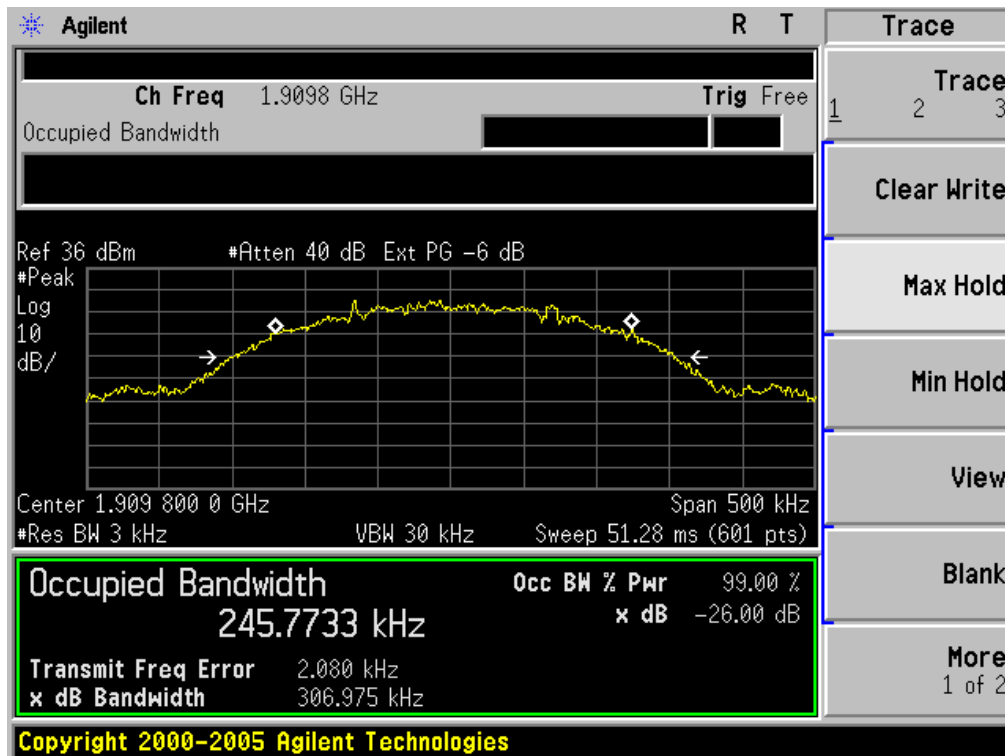 Agilent R T
Ch Freq 1.9098 GHz Trig Free
Occupied Bandwidth
Ref 36 dBm #Atten 40 dB Ext PG -6 dB
#Peak
Log
10
dB/
Center 1.909 800 0 GHz Span 500 kHz
#Res BW 3 kHz VBW 30 kHz Sweep 51.28 ms (601 pts)
Occupied Bandwidth Occ BW % Pwr 99.00 %
245.7733 kHz x dB -26.00 dB
Transmit Freq Error 2.080 kHz
x dB Bandwidth 306.975 kHz
Copyright 2000-2005 Agilent Technologies
Trace
Trace
1 2 3
Clear Write
Max Hold
Min Hold
View
Blank
More
1 of 2